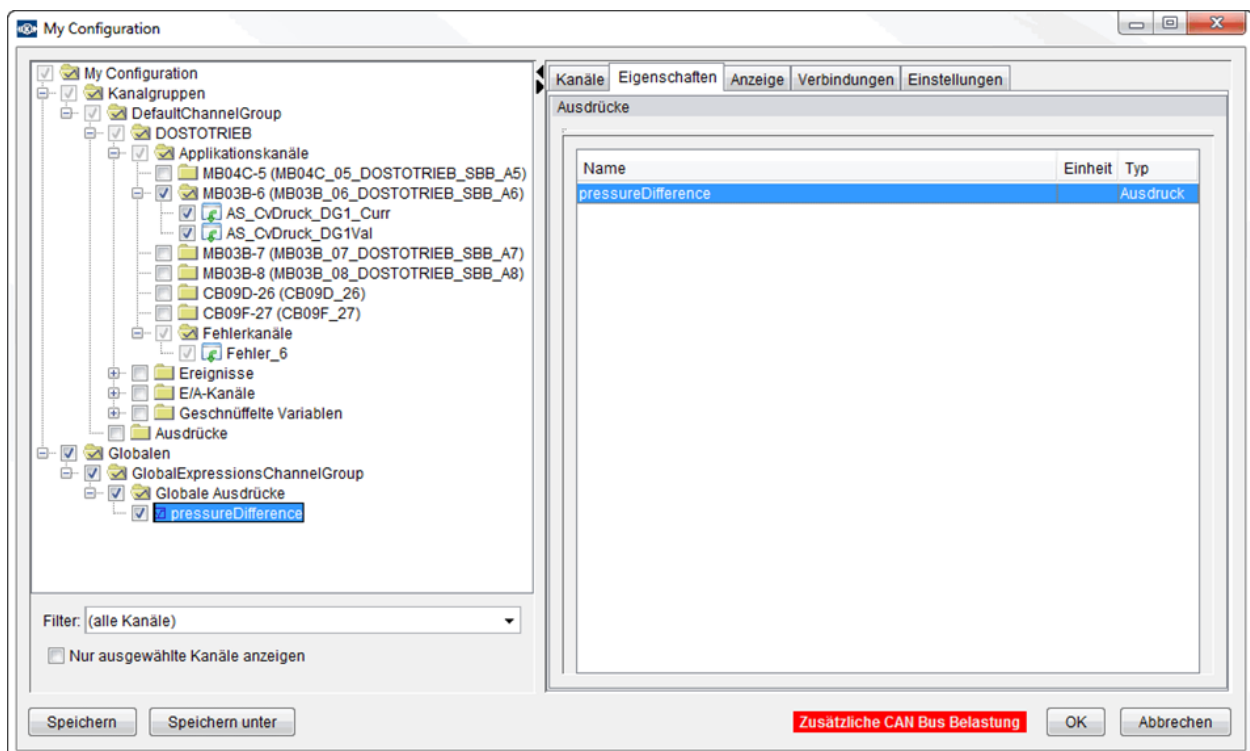 My Configuration
My Configuration
Kanalgruppen
DefaultChannelGroup
DOSTOTRIEB
Applikationskanäle
MB04C-5 (MB04C_05_DOSTOTRIEB_SBB_A5)
MB03B-6 (MB03B_06_DOSTOTRIEB_SBB_A6)
AS_CvDruck_DG1_Curr
AS_CvDruck_DG1Val
MB03B-7 (MB03B_07_DOSTOTRIEB_SBB_A7)
MB03B-8 (MB03B_08_DOSTOTRIEB_SBB_A8)
CB09D-26 (CB09D_26)
CB09F-27 (CB09F_27)
Fehlerkanäle
Fehler_6
Ereignisse
E/A-Kanäle
Geschnüffelte Variablen
Ausdrücke
Globalen
GlobalExpressionsChannelGroup
Globale Ausdrücke
pressureDifference
Filter: (alle Kanäle)
Nur ausgewählte Kanäle anzeigen
Kanäle Eigenschaften Anzeige Verbindungen Einstellungen
Ausdrücke
Name Einheit Typ
pressureDifference Ausdruck
Speichern Speichern unter Zusätzliche CAN Bus Belastung OK Abbrechen